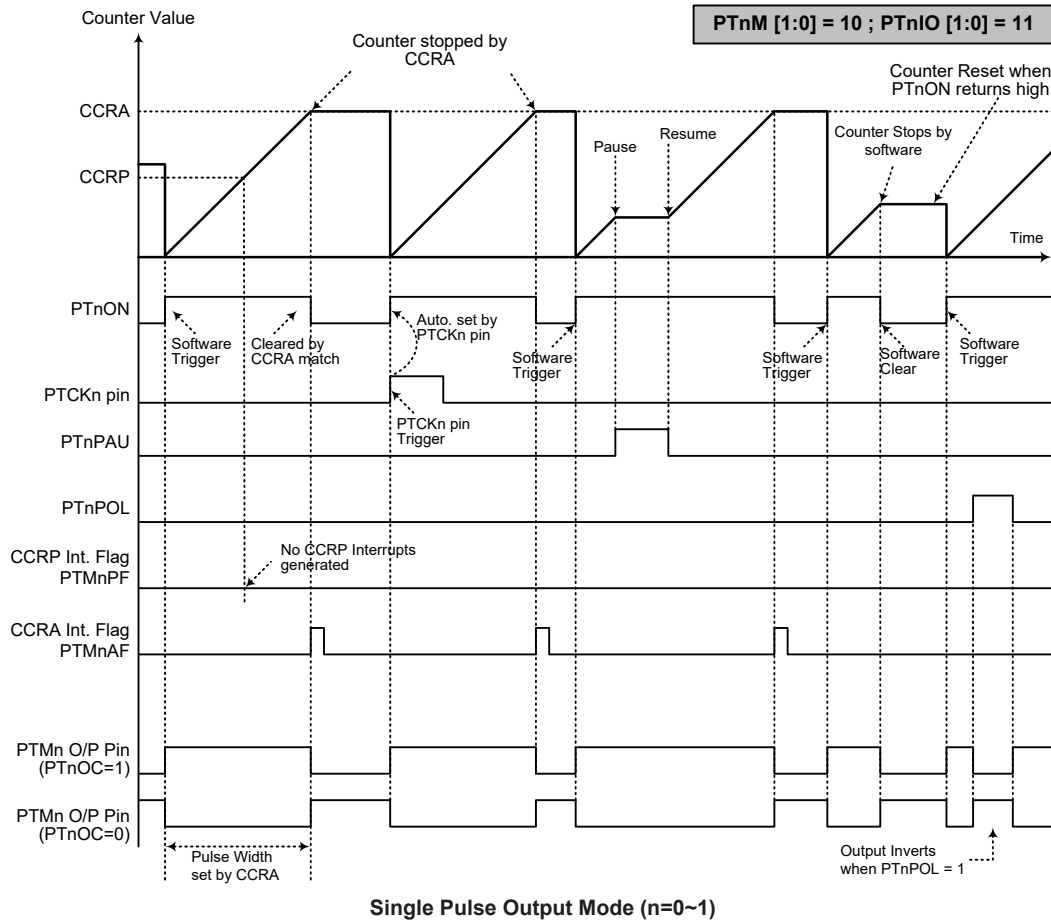 Counter Value
PTnM [1:0] = 10 ; PTnIO [1:0] = 11
Counter stopped by
CCRA
Counter Reset when
PTnON returns high
CCRA
Pause
Resume
Counter Stops by
software
CCRP
Time
PTnON
Software
Trigger
Cleared by
CCRA match
Auto. set by
PTCKn pin
Software
Trigger
Software
Trigger
Software
Clear
Software
Trigger
PTCKn pin
PTCKn pin
Trigger
PTnPAU
PTnPOL
CCRP Int. Flag
PTMnPF
No CCRP Interrupts
generated
CCRA Int. Flag
PTMnAF
PTMn O/P Pin
(PTnOC=1)
PTMn O/P Pin
(PTnOC=0)
Pulse Width
set by CCRA
Output Inverts
when PTnPOL = 1
Single Pulse Output Mode (n=0~1)